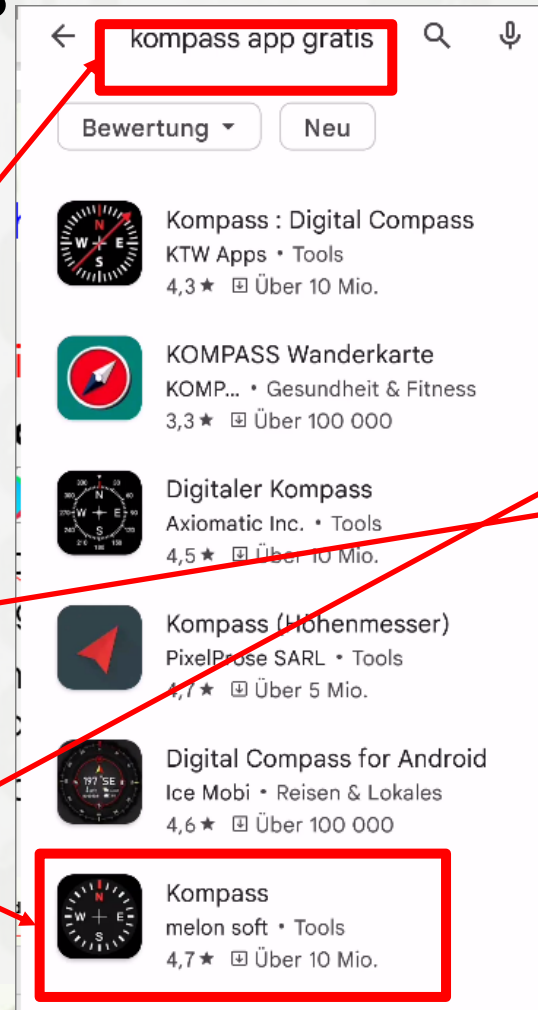 kompass app gratis
Bewertung
Neu
Kompass : Digital Compass
KTW Apps • Tools
4,3★ Über 10 Mio.
KOMPASS Wanderkarte
KOMP... • Gesundheit & Fitness
3,3★ Über 100 000
Digitaler Kompass
Axiomatic Inc. • Tools
4,5★ Über 10 Mio.
Kompass (Höhenmesser)
PixelProse SARL • Tools
4,7★ Über 5 Mio.
Digital Compass for Android
Ice Mobi • Reisen & Lokales
4,6★ Über 100 000
Kompass
melon soft • Tools
4,7★ Über 10 Mio.